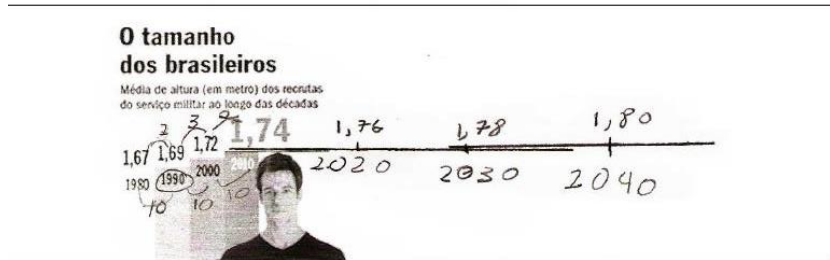 O tamanho
dos brasileiros
Média de altura (em metro) dos recrutas
do serviço militar ao longo das décadas
2 3 2
1,67 1,69 1,72 1,74 1,76 1,78 1,80
1980 1990 2000 2010 2020 2030 2040
10 10 10